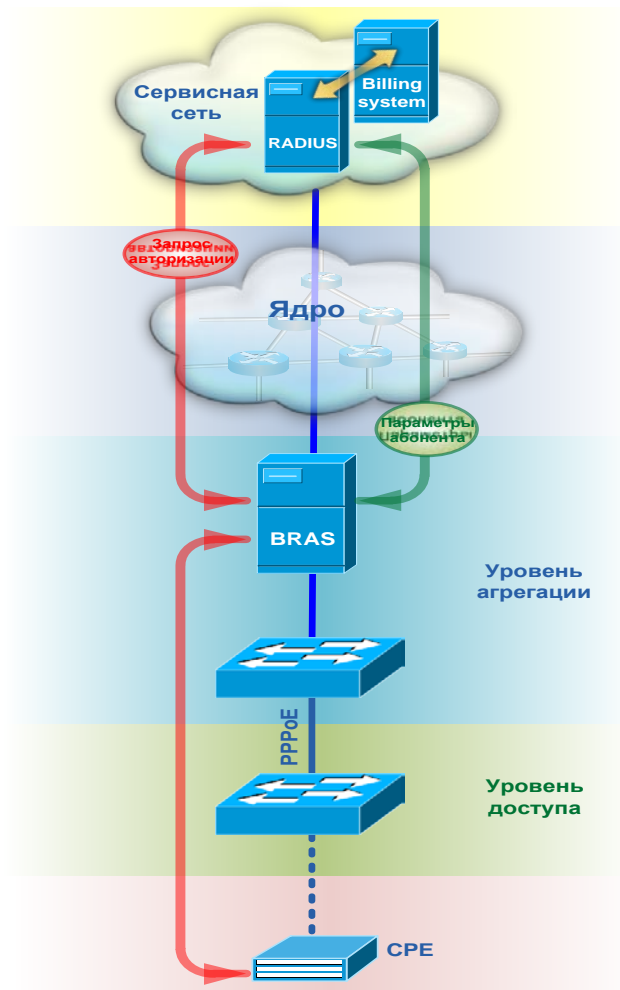 Сервисная
сеть
Billing
system
RADIUS
Запрос
авторизации
Ядро
Параметры
абонента
BRAS
Уровень
агрегации
PPPoE
Уровень
доступа
CPE